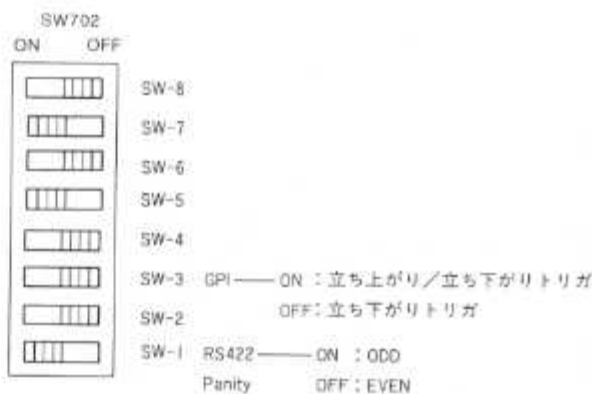 SW702
ON OFF
SW-8
SW-7
SW-6
SW-5
SW-4
SW-3 GPI ON :立ち上がり/立ち下がりトリガ
OFF:立ち下がりトリガ
SW-2
SW-1 RS422 ON :ODD
Panity OFF:EVEN